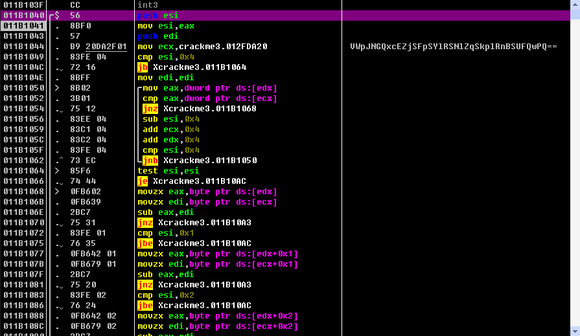 011B103F CC int3
011B1040 $ 56 push esi
011B1041 . 8BF0 mov esi,eax
011B1043 . 57 push edi
011B1044 . B9 20DA2F01 mov ecx,crackme3.012FDA20 VWpJNGQxcEZjSFpSYlRSNlZqSkplRnBSVFQwPQ==
011B1049 . 83FE 04 cmp esi,0x4
011B104C . 72 16 jb Xcrackme3.011B1064
011B104E . 8BFF mov edi,edi
011B1050 > 8B02 mov eax,dword ptr ds:[edx]
011B1052 . 3B01 cmp eax,dword ptr ds:[ecx]
011B1054 . 75 12 jnz Xcrackme3.011B1068
011B1056 . 83EE 04 sub esi,0x4
011B1059 . 83C1 04 add ecx,0x4
011B105C . 83C2 04 add edx,0x4
011B105F . 83FE 04 cmp esi,0x4
011B1062 . 73 EC jnb Xcrackme3.011B1050
011B1064 > 85F6 test esi,esi
011B1066 . 74 44 je Xcrackme3.011B10AC
011B1068 > 0FB602 movzx eax,byte ptr ds:[edx]
011B106B . 0FB639 movzx edi,byte ptr ds:[ecx]
011B106E . 2BC7 sub eax,edi
011B1070 . 75 31 jnz Xcrackme3.011B10A3
011B1072 . 83FE 01 cmp esi,0x1
011B1075 . 76 35 jbe Xcrackme3.011B10AC
011B1077 . 0FB642 01 movzx eax,byte ptr ds:[edx+0x1]
011B107B . 0FB679 01 movzx edi,byte ptr ds:[ecx+0x1]
011B107F . 2BC7 sub eax,edi
011B1081 . 75 20 jnz Xcrackme3.011B10A3
011B1083 . 83FE 02 cmp esi,0x2
011B1086 . 76 24 jbe Xcrackme3.011B10AC
011B1088 . 0FB642 02 movzx eax,byte ptr ds:[edx+0x2]
011B108C . 0FB679 02 movzx edi,byte ptr ds:[ecx+0x2]